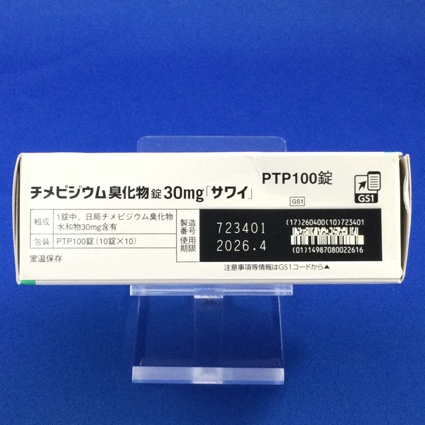 チメピジウム臭化物錠30mg「サワイ」 PTP100錠
GS1
GS1
組成 1錠中、日局チメピジウム臭化物
水和物30mg含有
包装 PTP100錠(10錠×10)
室温保存
製造
番号 723401
使用
期限 2026.4
(17)260400(10)723401
(01)14987080022616
注意事項等情報はGS1コードから▲